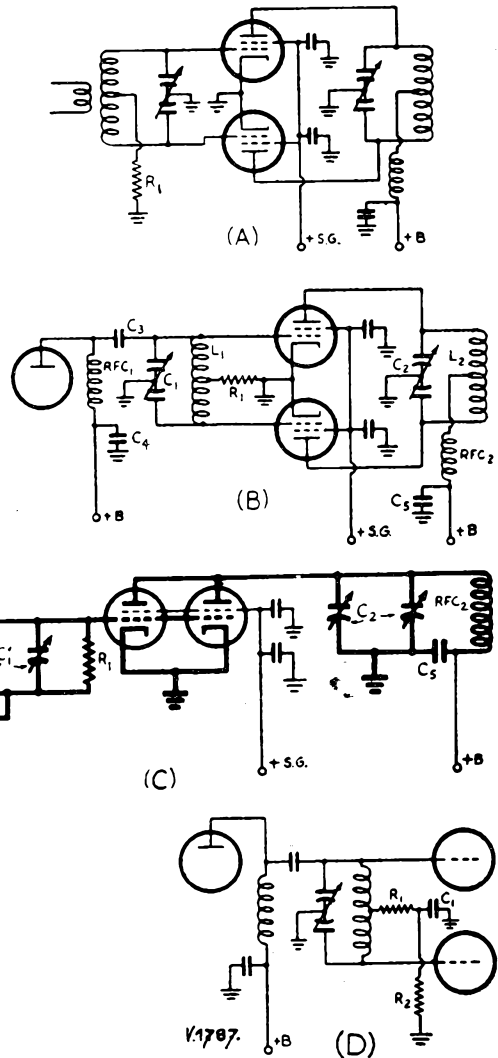 R1
+S.G.
+B
(A)
C3
RFC1
C1
L1
R1
C2
L2
C4
RFC2
C5
(B)
+B
+S.G.
+B
C1
R1
C2
RFC2
C5
(C)
+S.G.
+B
R1
C1
R2
V.1787.
+B
(D)